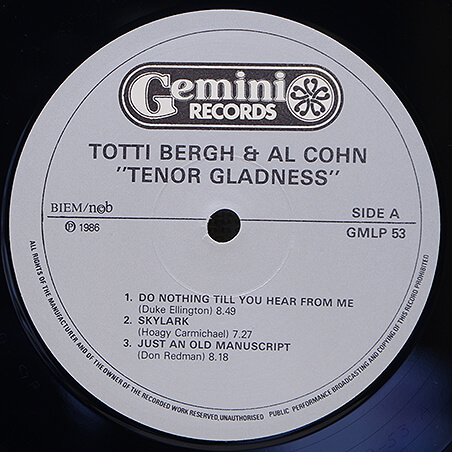 Gemini
RECORDS
TOTTI BERGH & AL COHN
"TENOR GLADNESS"
BIEM/ncb
SIDE A
Ⓟ 1986
GMLP 53
1. DO NOTHING TILL YOU HEAR FROM ME
(Duke Ellington) 8.49
2. SKYLARK
(Hoagy Carmichael) 7.27
3. JUST AN OLD MANUSCRIPT
(Don Redman) 8.18
ALL RIGHTS OF THE MANUFACTURER AND OF THE OWNER OF THE RECORDED WORK RESERVED, UNAUTHORISED PUBLIC PERFORMANCE BROADCASTING AND COPYING OF THIS RECORD PROHIBITED